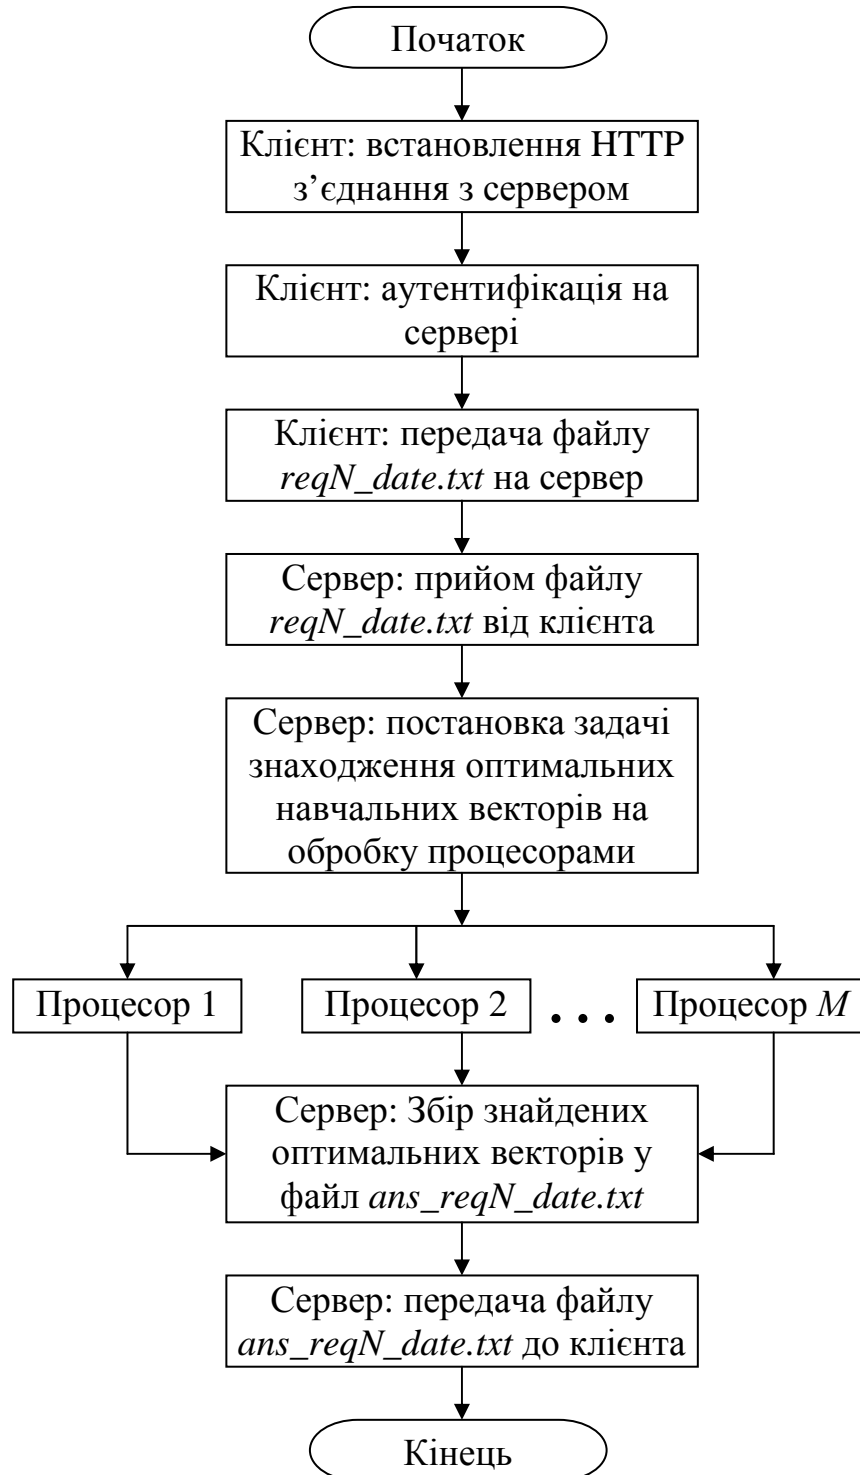 Початок
Клієнт: встановлення HTTP
з’єднання з сервером
Клієнт: аутентифікація на
сервері
Клієнт: передача файлу
reqN_date.txt на сервер
Сервер: прийом файлу
reqN_date.txt від клієнта
Сервер: постановка задачі
знаходження оптимальних
навчальних векторів на
обробку процесорами
Процесор 1
Процесор 2
. . .
Процесор M
Сервер: Збір знайдених
оптимальних векторів у
файл ans_reqN_date.txt
Сервер: передача файлу
ans_reqN_date.txt до клієнта
Кінець